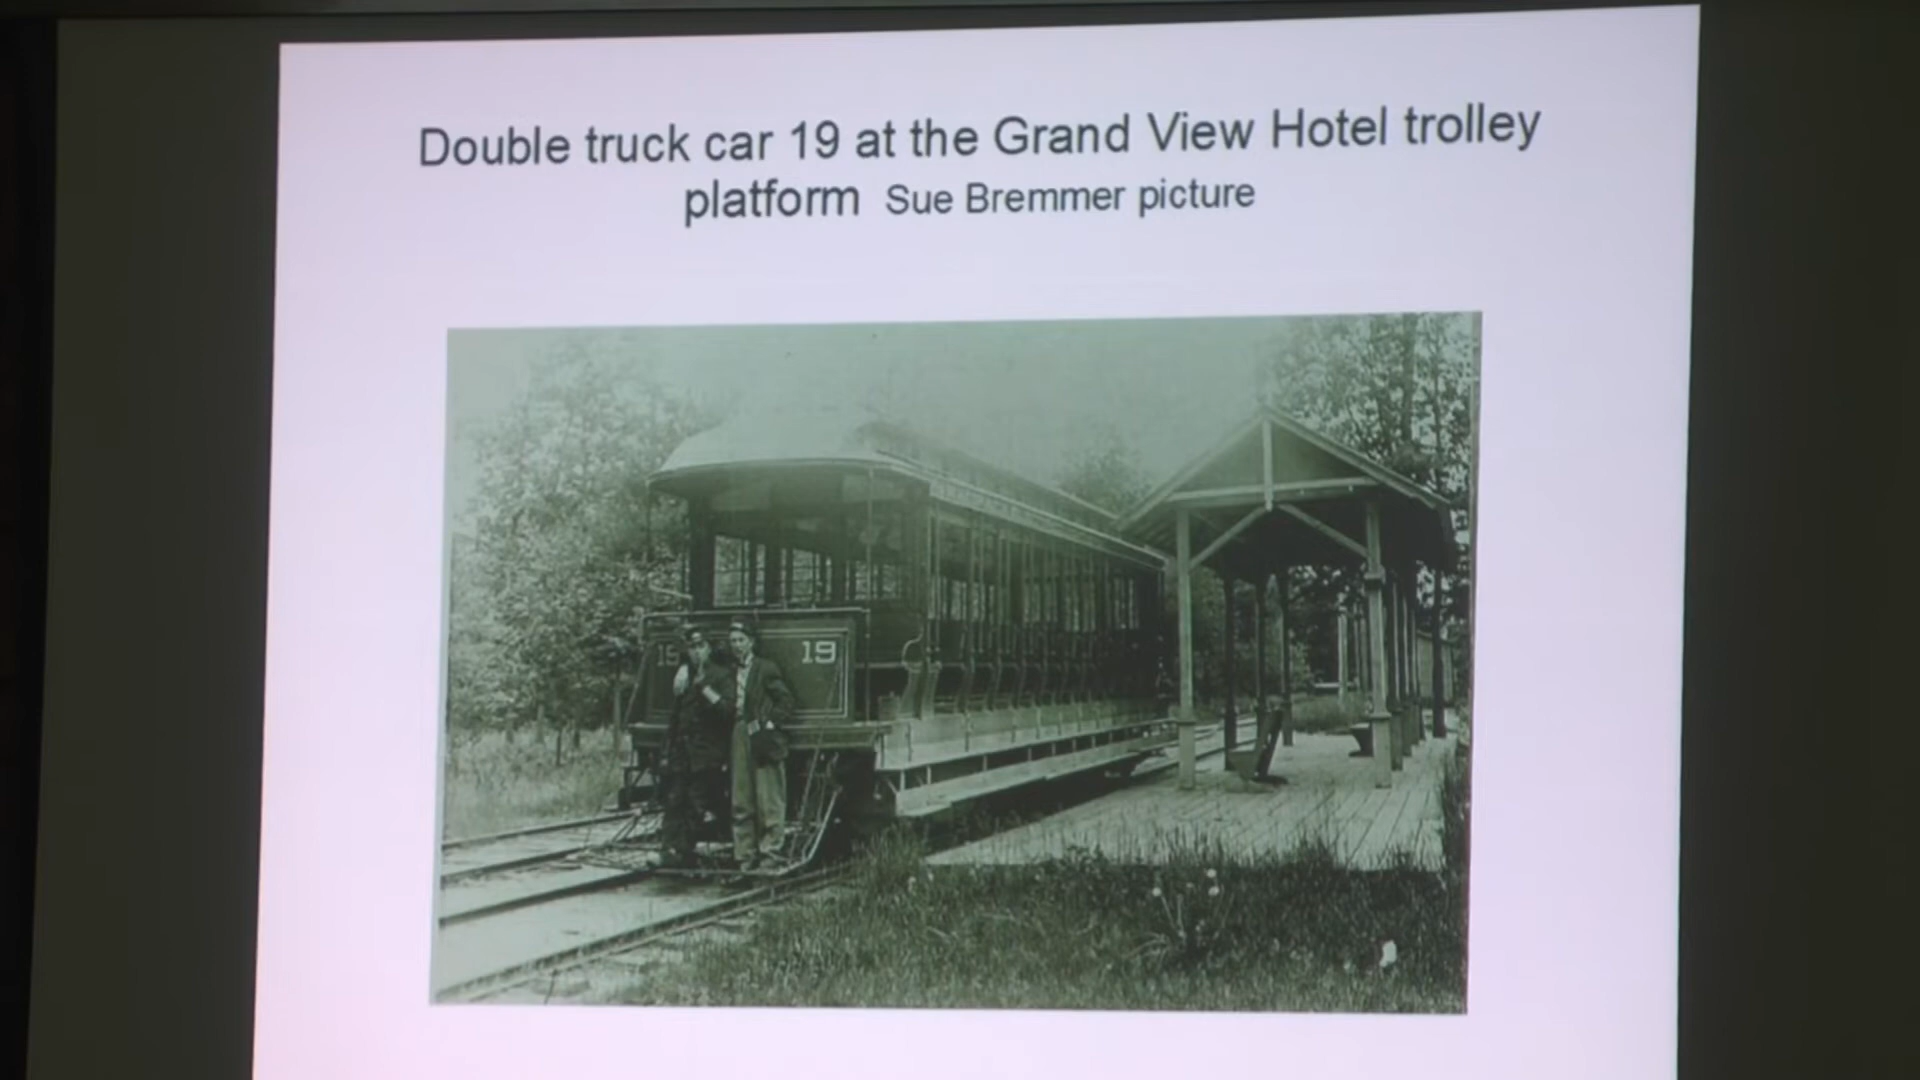 Double truck car 19 at the Grand View Hotel trolley
platform Sue Bremmer picture
19 19